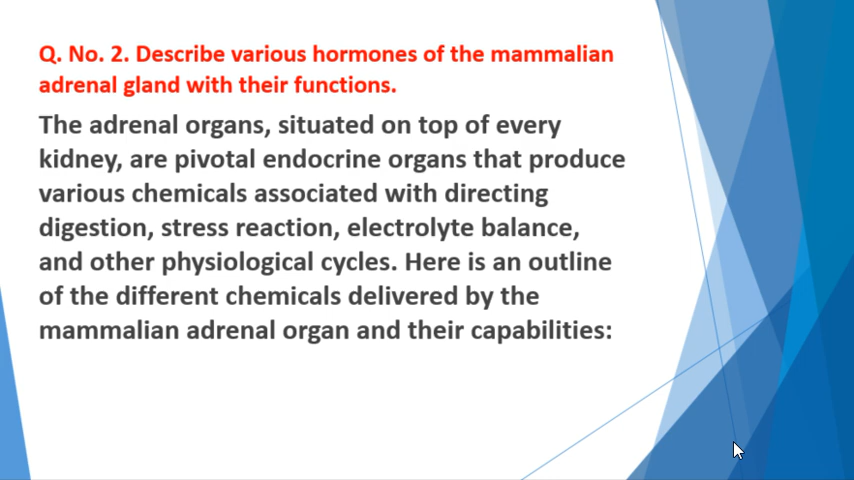 Q. No. 2. Describe various hormones of the mammalian
adrenal gland with their functions.
The adrenal organs, situated on top of every
kidney, are pivotal endocrine organs that produce
various chemicals associated with directing
digestion, stress reaction, electrolyte balance,
and other physiological cycles. Here is an outline
of the different chemicals delivered by the
mammalian adrenal organ and their capabilities: